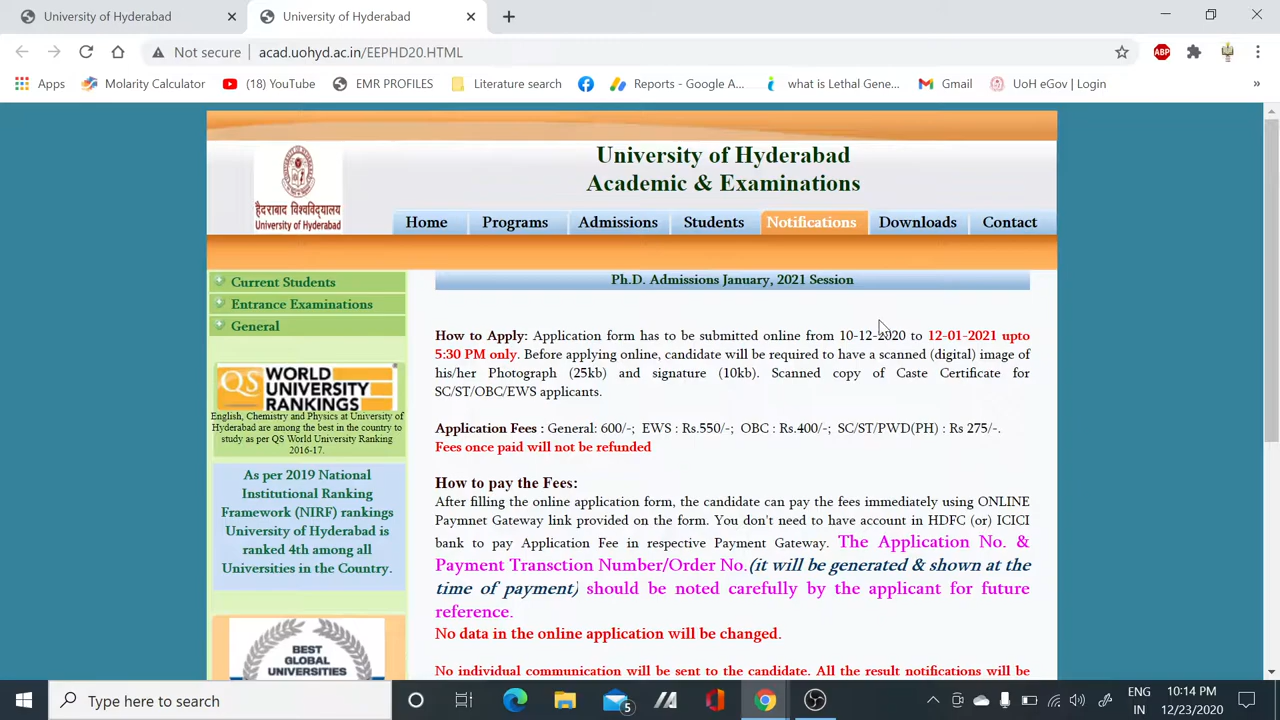 University of Hyderabad
University of Hyderabad
Not secure
acad.uohyd.ac.in/EEPHD20.HTML
ABP
Apps
Molarity Calculator
(18) YouTube
EMR PROFILES
Literature search
Reports - Google A...
what is Lethal Gene...
Gmail
UoH eGov | Login
»
हैदराबाद विश्वविद्यालय
University of Hyderabad
University of Hyderabad
Academic & Examinations
Home
Programs
Admissions
Students
Notifications
Downloads
Contact
Current Students
Entrance Examinations
General
QS WORLD
UNIVERSITY
RANKINGS
English, Chemistry and Physics at University of
Hyderabad are among the best in the country to
study as per QS World University Ranking
2016-17.
As per 2019 National
Institutional Ranking
Framework (NIRF) rankings
University of Hyderabad is
ranked 4th among all
Universities in the Country.
BEST
GLOBAL
UNIVERSITIES
Ph.D. Admissions January, 2021 Session
How to Apply: Application form has to be submitted online from 10-12-2020 to 12-01-2021 upto
5:30 PM only. Before applying online, candidate will be required to have a scanned (digital) image of
his/her Photograph (25kb) and signature (10kb). Scanned copy of Caste Certificate for
SC/ST/OBC/EWS applicants.
Application Fees : General: 600/-; EWS : Rs.550/-; OBC : Rs.400/-; SC/ST/PWD(PH) : Rs 275/-.
Fees once paid will not be refunded
How to pay the Fees:
After filling the online application form, the candidate can pay the fees immediately using ONLINE
Paymnet Gateway link provided on the form. You don't need to have account in HDFC (or) ICICI
bank to pay Application Fee in respective Payment Gateway. The Application No. &
Payment Transction Number/Order No.(it will be generated & shown at the
time of payment) should be noted carefully by the applicant for future
reference.
No data in the online application will be changed.
No individual communication will be sent to the candidate. All the result notifications will be
Type here to search
5
ENG
IN
10:14 PM
12/23/2020